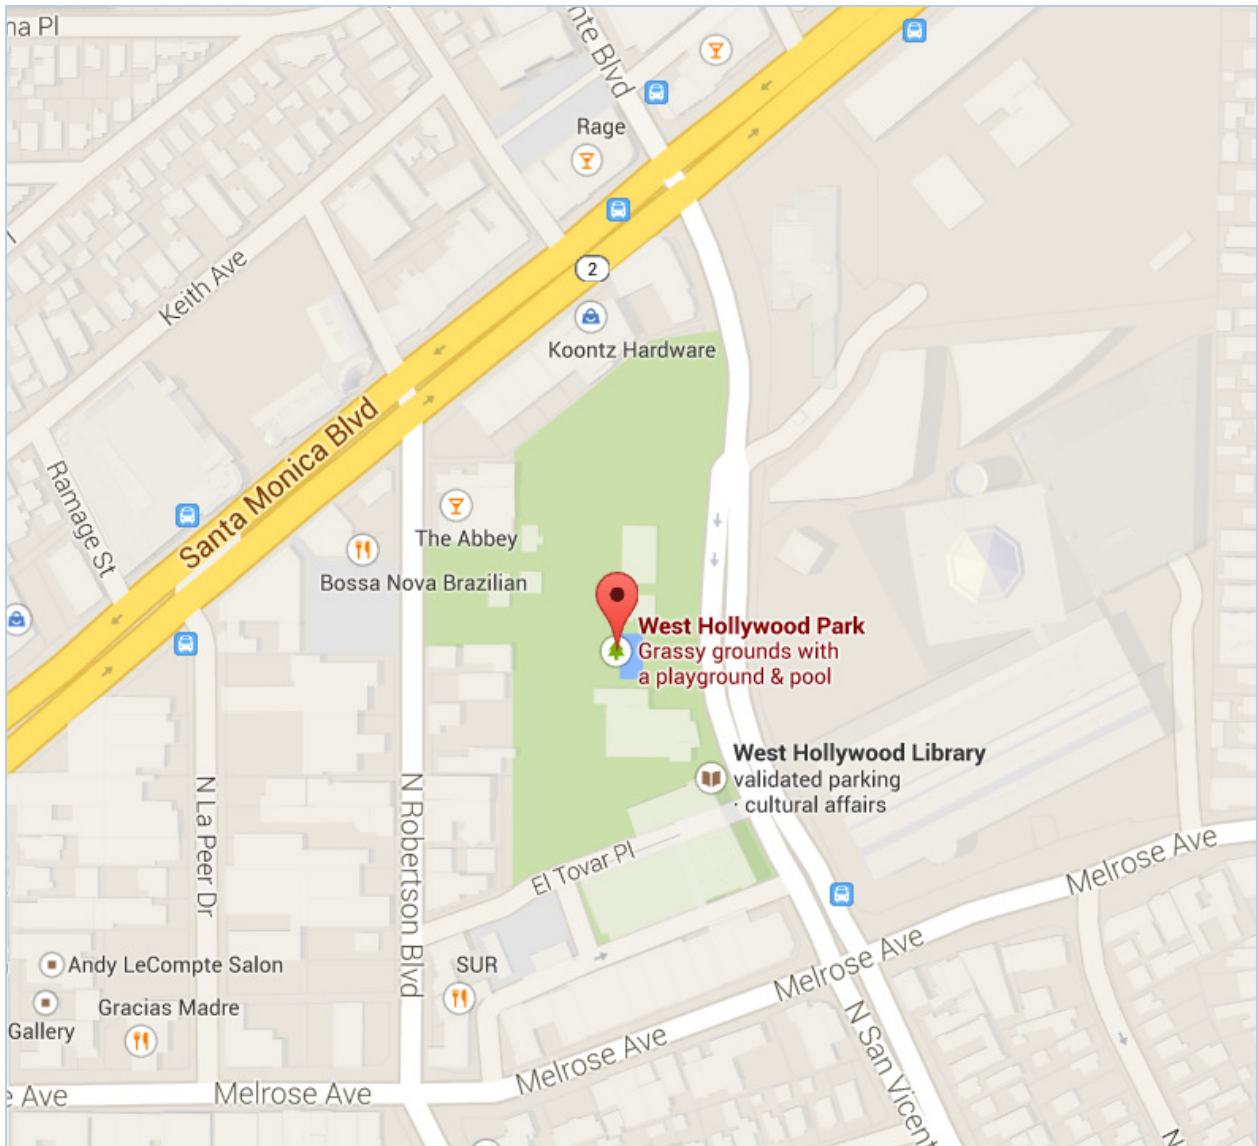 na Pl
nte Blvd
Rage
Keith Ave
2
Koontz Hardware
Santa Monica Blvd
Ramage St
The Abbey
Bossa Nova Brazilian
West Hollywood Park
Grassy grounds with
a playground & pool
West Hollywood Library
validated parking
· cultural affairs
N La Peer Dr
N Robertson Blvd
El Tovar Pl
Melrose Ave
Melrose Ave
Andy LeCompte Salon
SUR
Gracias Madre
Gallery
Melrose Ave
N San Vicent
e Ave
Melrose Ave
N
N